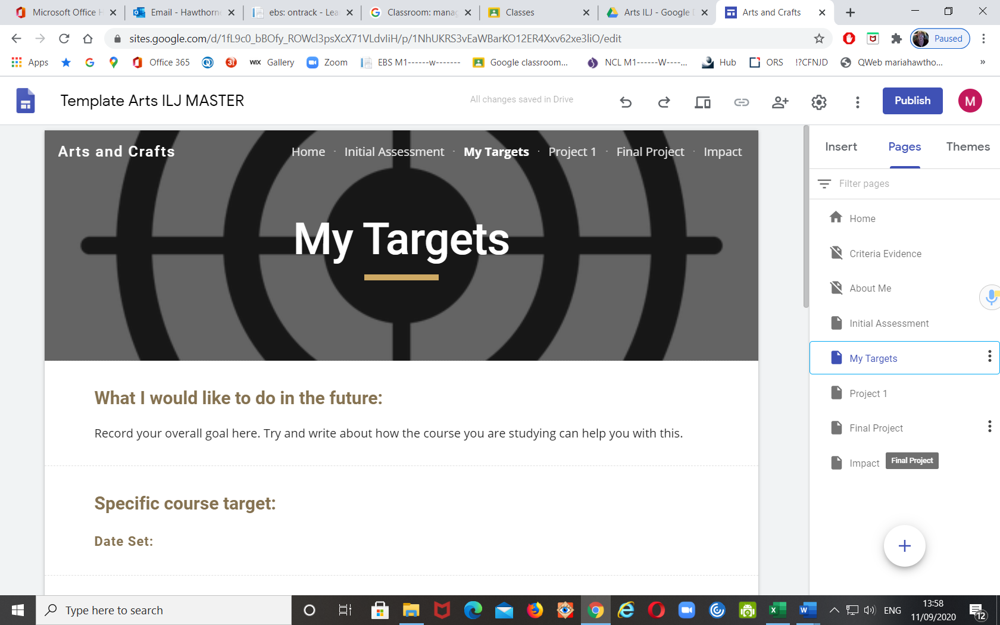 Microsoft Office H
Email - Hawthorne
ebs: ontrack - Lea
Classroom: manag
Classes
Arts ILJ - Google D
Arts and Crafts
sites.google.com/d/1fL9c0_bBOfy_ROWcl3psXcX71VLdvIiH/p/1NhUKRS3vEaWBarKO12ER4Xxv62xe3liO/edit
Paused
Apps
Office 365
31
WIX Gallery
Zoom
EBS M1------w-------
Google classroom...
NCL M1------W----...
Hub
ORS
!?CFNJD
QWeb mariahawtho...
»
Template Arts ILJ MASTER
All changes saved in Drive
Publish
M
Arts and Crafts
Home · Initial Assessment · My Targets · Project 1 · Final Project · Impact
My Targets
What I would like to do in the future:
Record your overall goal here. Try and write about how the course you are studying can help you with this.
Specific course target:
Date Set:
Insert
Pages
Themes
Filter pages
Home
Criteria Evidence
About Me
Initial Assessment
My Targets
Project 1
Final Project
Impact
Final Project
Type here to search
ENG
13:58
11/09/2020
12